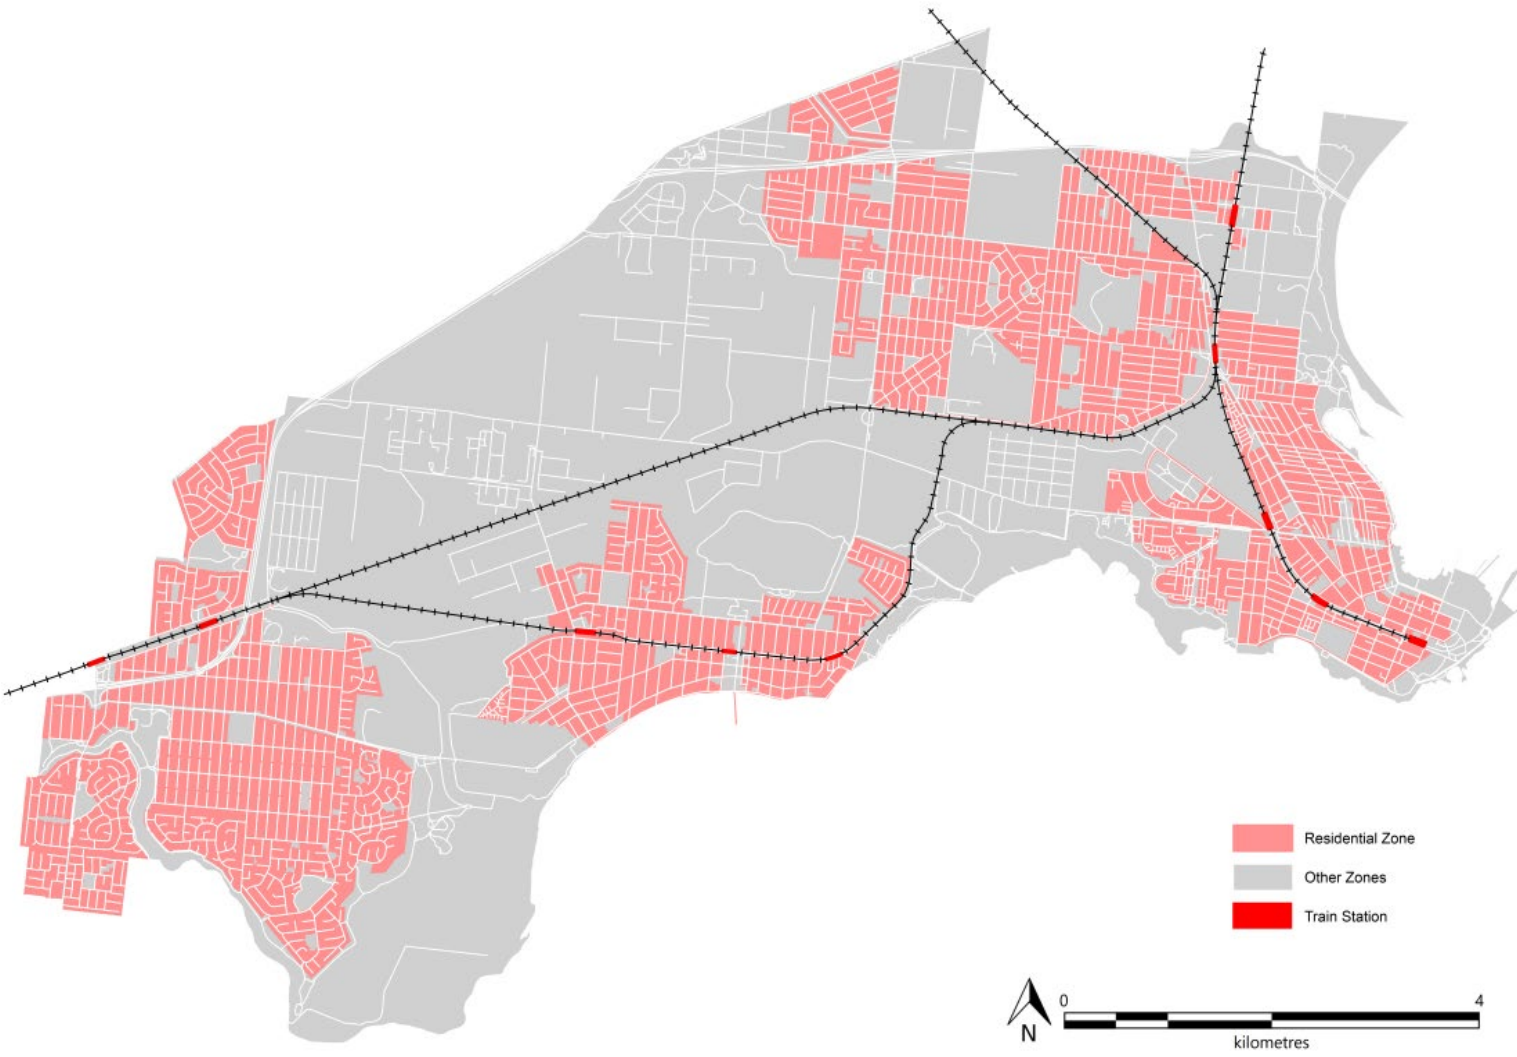 Residential Zone
Other Zones
Train Station
0 4
N
kilometres